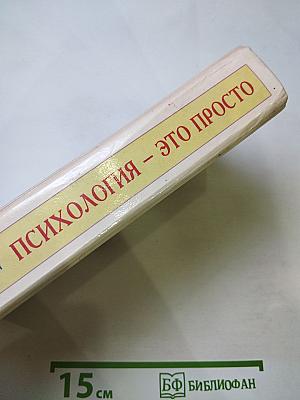 ПСИХОЛОГИЯ – ЭТО ПРОСТО
15 см
БФ БИБЛИОФАН